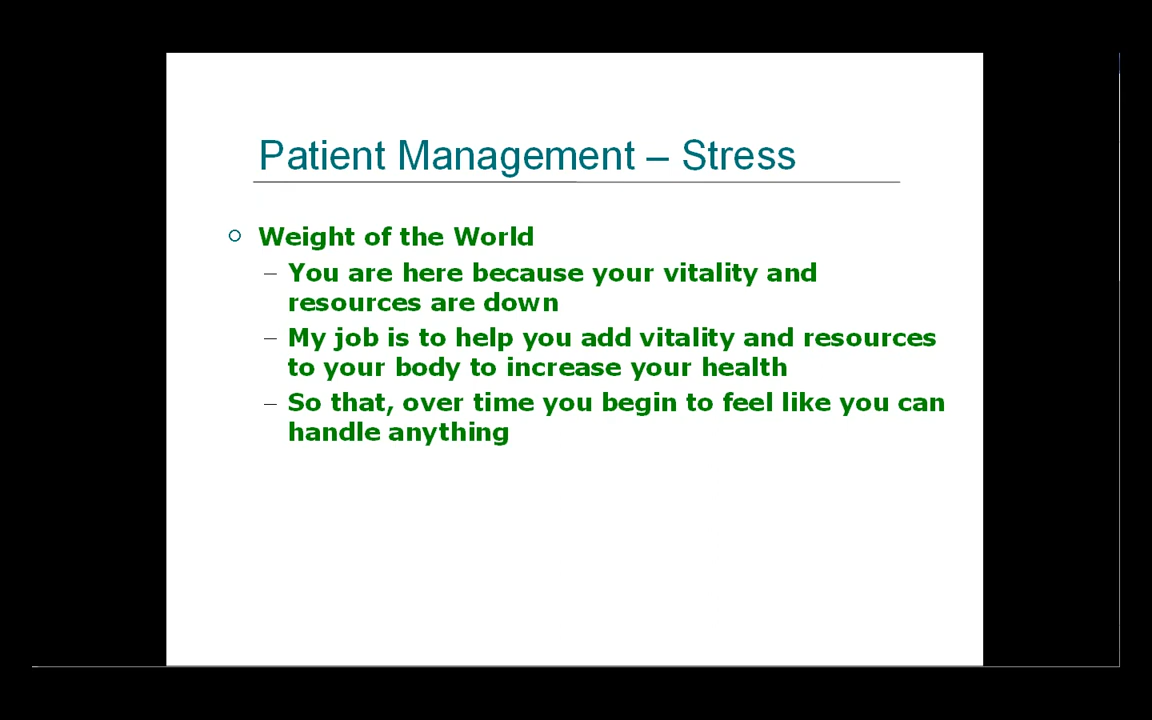 Patient Management – Stress
Weight of the World
– You are here because your vitality and
resources are down
– My job is to help you add vitality and resources
to your body to increase your health
– So that, over time you begin to feel like you can
handle anything